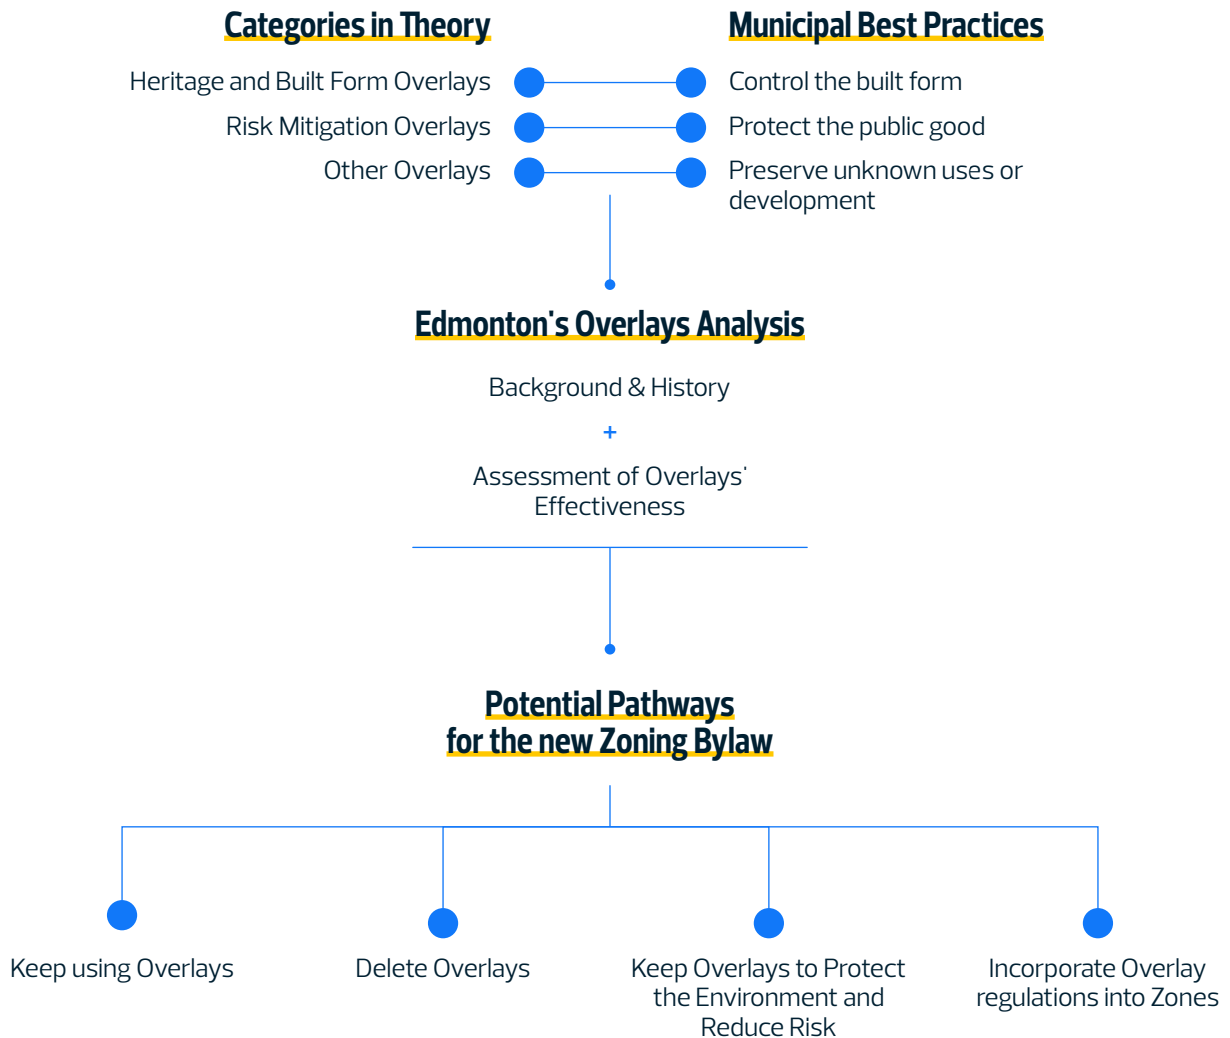 Categories in Theory
Municipal Best Practices
Heritage and Built Form Overlays
Control the built form
Risk Mitigation Overlays
Protect the public good
Other Overlays
Preserve unknown uses or
development
Edmonton's Overlays Analysis
Background & History
+
Assessment of Overlays'
Effectiveness
Potential Pathways
for the new Zoning Bylaw
Keep using Overlays
Delete Overlays
Keep Overlays to Protect
the Environment and
Reduce Risk
Incorporate Overlay
regulations into Zones